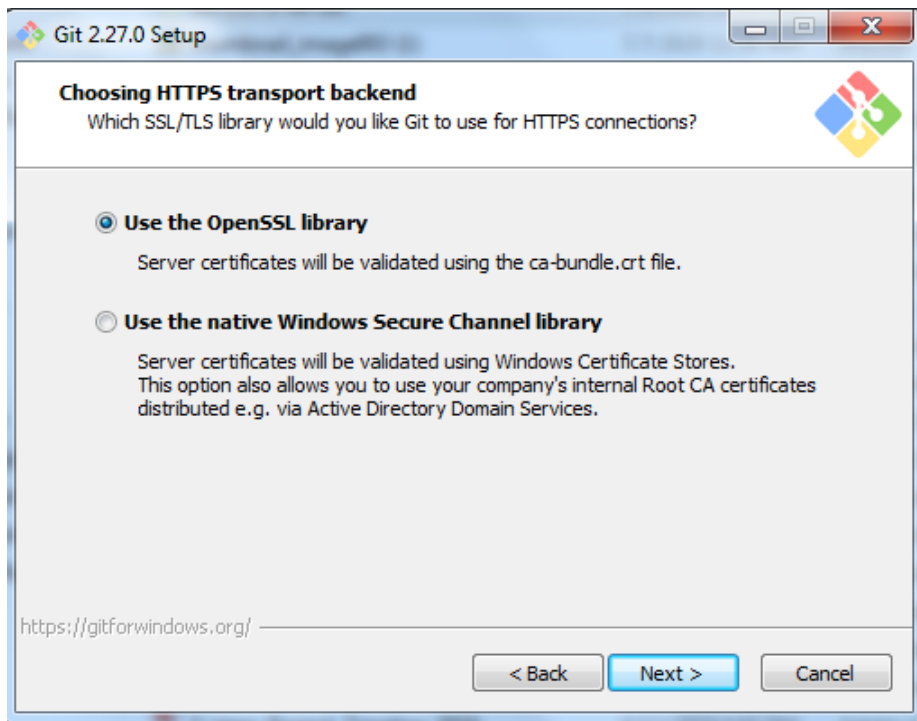 Git 2.27.0 Setup
Choosing HTTPS transport backend
Which SSL/TLS library would you like Git to use for HTTPS connections?
Use the OpenSSL library
Server certificates will be validated using the ca-bundle.crt file.
Use the native Windows Secure Channel library
Server certificates will be validated using Windows Certificate Stores.
This option also allows you to use your company's internal Root CA certificates
distributed e.g. via Active Directory Domain Services.
https://gitforwindows.org/
< Back
Next >
Cancel